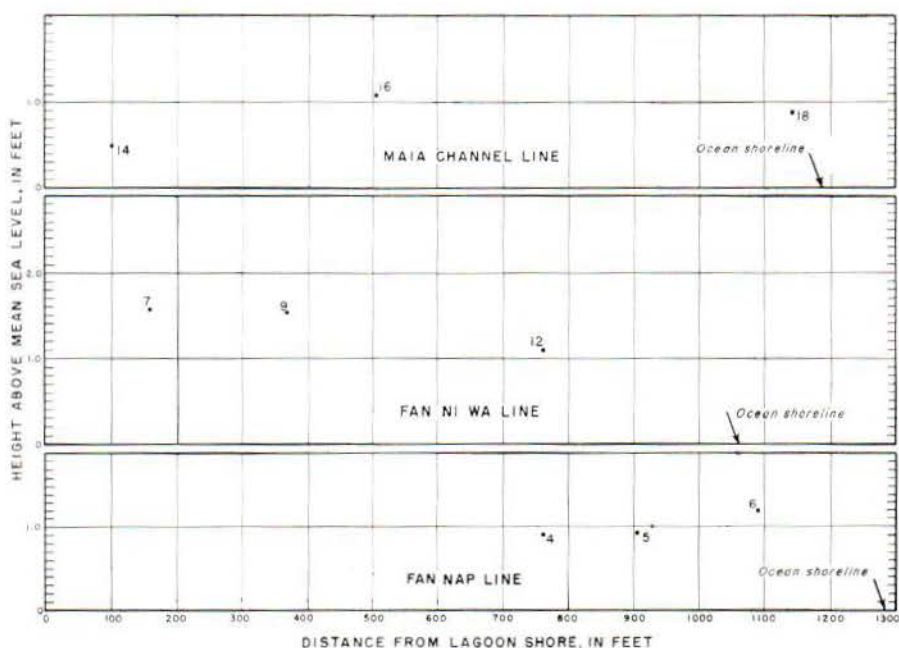 HEIGHT ABOVE MEAN SEA LEVEL, IN FEET
1.0
0
14
16
18
MAIA CHANNEL LINE
Ocean shoreline
2.0
1.0
0
7
9
12
FAN NI WA LINE
Ocean shoreline
1.0
0
4
5
6
FAN NAP LINE
Ocean shoreline
0 100 200 300 400 500 600 700 800 900 1000 1100 1200 1300
DISTANCE FROM LAGOON SHORE, IN FEET